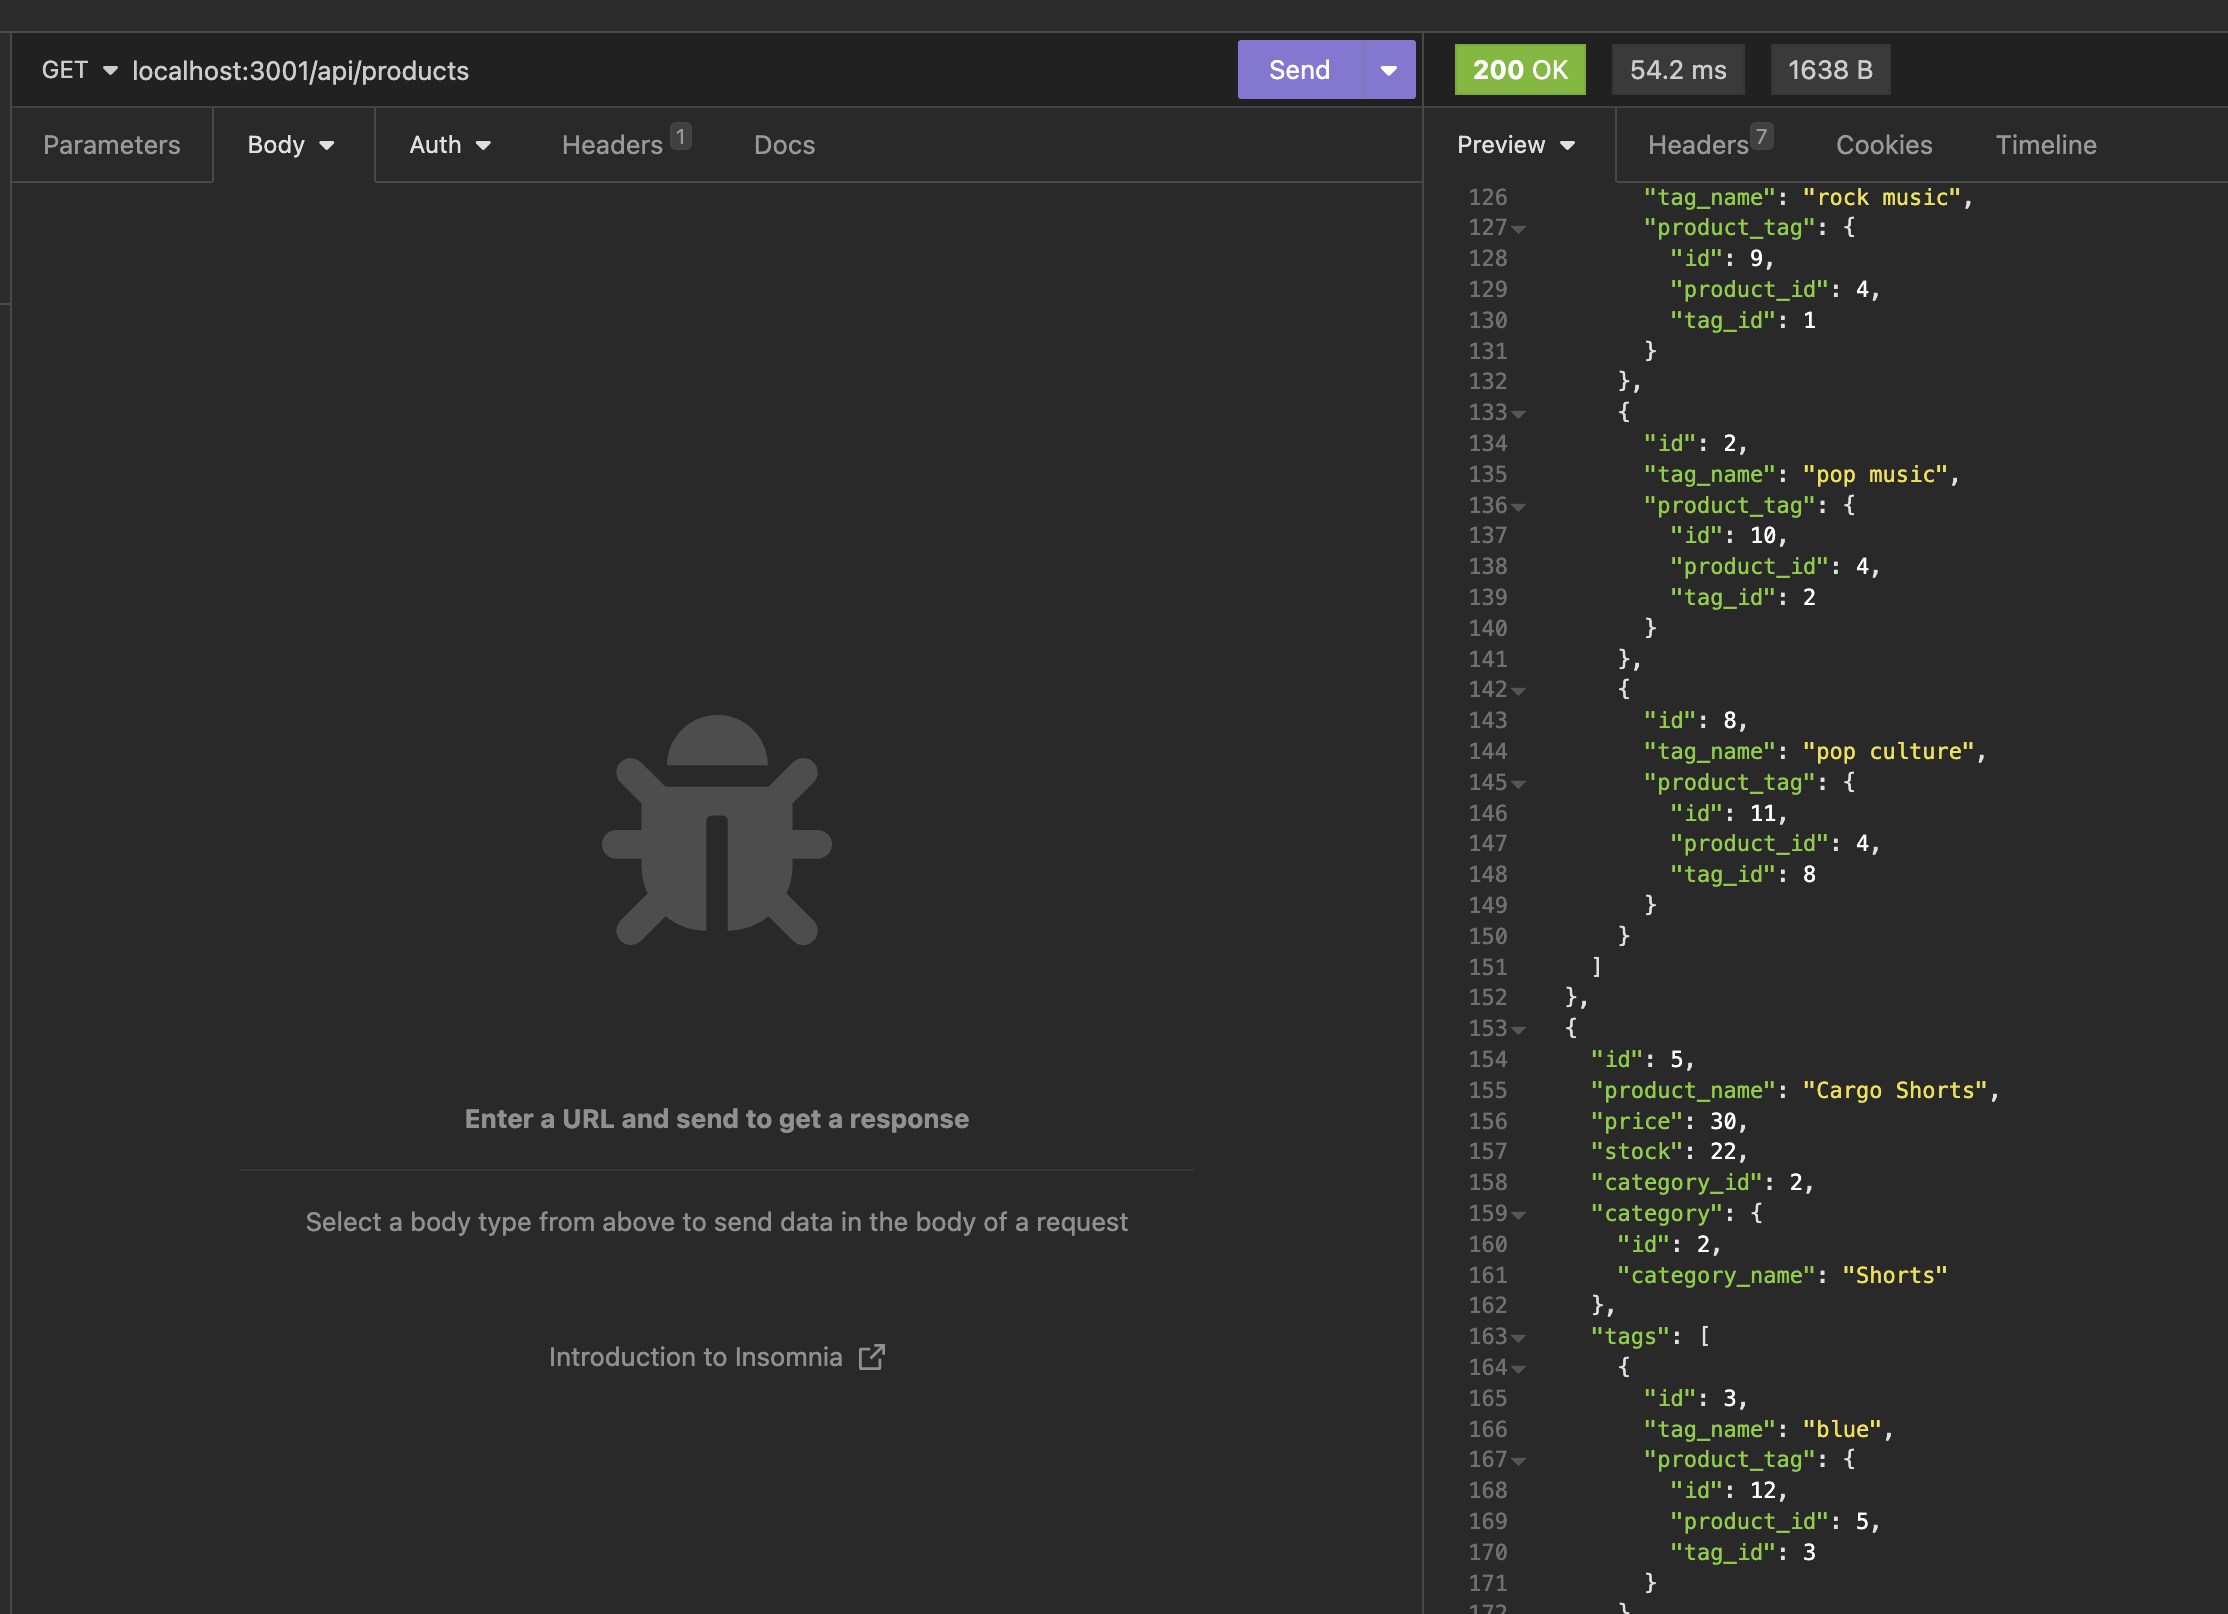 GET localhost:3001/api/products
Send
200 OK
54.2 ms
1638 B
Parameters
Body
Auth
Headers 1
Docs
Enter a URL and send to get a response
Select a body type from above to send data in the body of a request
Introduction to Insomnia
Preview
Headers 7
Cookies
Timeline
126 "tag_name": "rock music",
127 "product_tag": {
128 "id": 9,
129 "product_id": 4,
130 "tag_id": 1
131 }
132 },
133 {
134 "id": 2,
135 "tag_name": "pop music",
136 "product_tag": {
137 "id": 10,
138 "product_id": 4,
139 "tag_id": 2
140 }
141 },
142 {
143 "id": 8,
144 "tag_name": "pop culture",
145 "product_tag": {
146 "id": 11,
147 "product_id": 4,
148 "tag_id": 8
149 }
150 }
151 ]
152 },
153 {
154 "id": 5,
155 "product_name": "Cargo Shorts",
156 "price": 30,
157 "stock": 22,
158 "category_id": 2,
159 "category": {
160 "id": 2,
161 "category_name": "Shorts"
162 },
163 "tags": [
164 {
165 "id": 3,
166 "tag_name": "blue",
167 "product_tag": {
168 "id": 12,
169 "product_id": 5,
170 "tag_id": 3
171 }
172 }